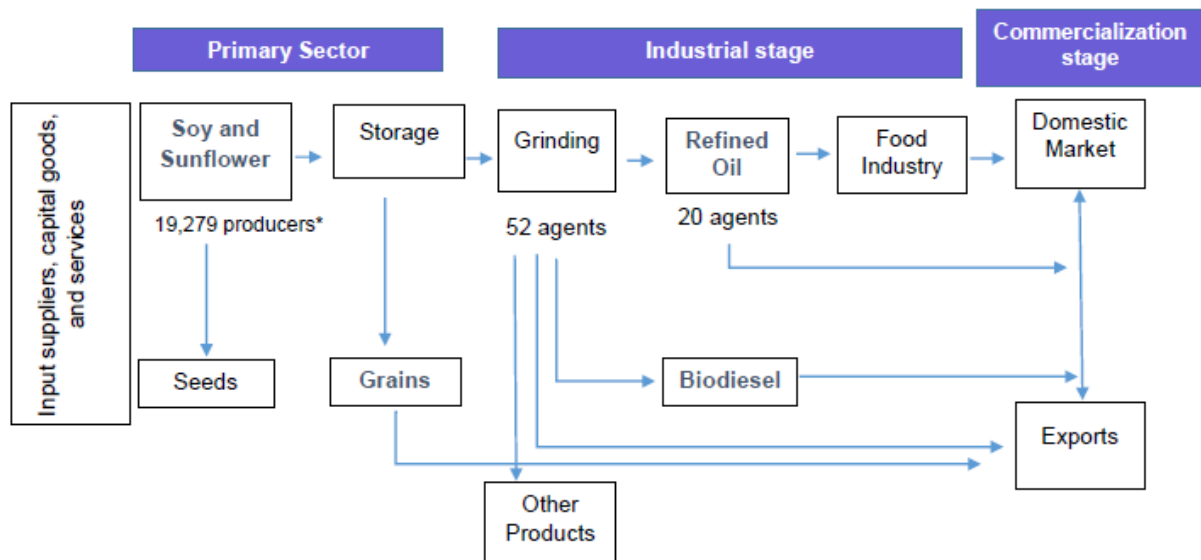 Primary Sector
Industrial stage
Commercialization
stage
Input suppliers, capital goods,
and services
Soy and
Sunflower
Storage
Grinding
Refined
Oil
Food
Industry
Domestic
Market
19,279 producers*
52 agents
20 agents
Seeds
Grains
Biodiesel
Exports
Other
Products